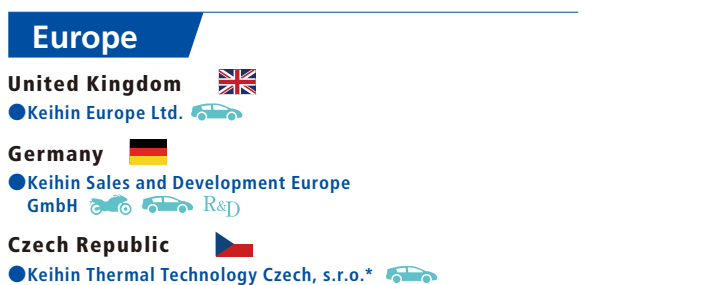 Europe
United Kingdom
●Keihin Europe Ltd.
Germany
●Keihin Sales and Development Europe
GmbH R&D
Czech Republic
●Keihin Thermal Technology Czech, s.r.o.*